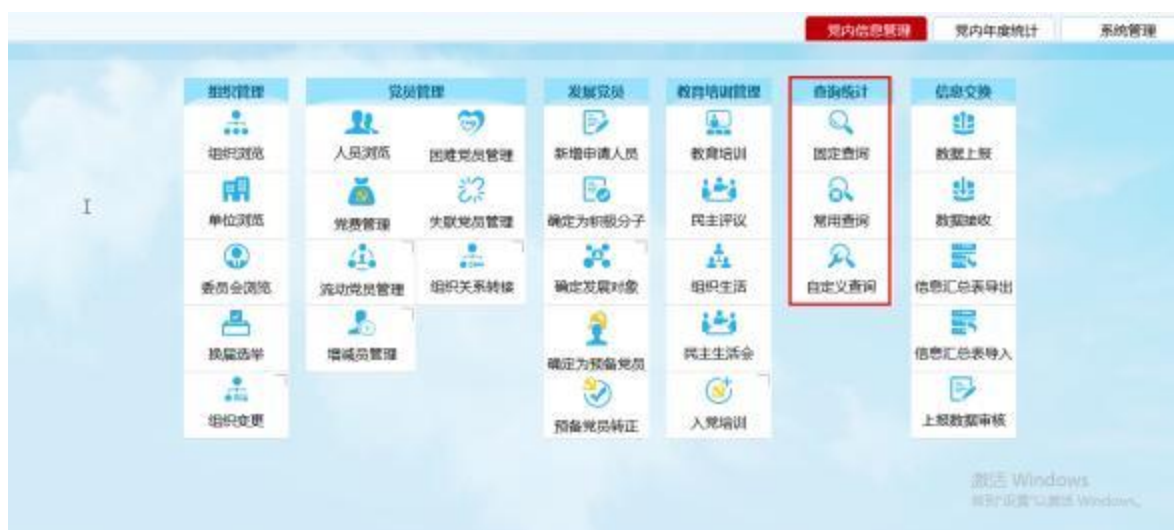 党内信息管理 党内年度统计 系统管理
组织管理 党员管理 发展党员 教育培训管理 查询统计 信息交换
组织浏览 人员浏览 困难党员管理 新增申请人员 教育培训 固定查询 数据上报
单位浏览 党费管理 失联党员管理 确定为积极分子 民主评议 常用查询 数据接收
委员会浏览 流动党员管理 组织关系转接 确定发展对象 组织生活 自定义查询 信息汇总表导出
换届选举 增减员管理 确定为预备党员 民主生活会 信息汇总表导入
组织变更 预备党员转正 入党培训 上报数据审核
激活 Windows
转到"设置"以激活 Windows。